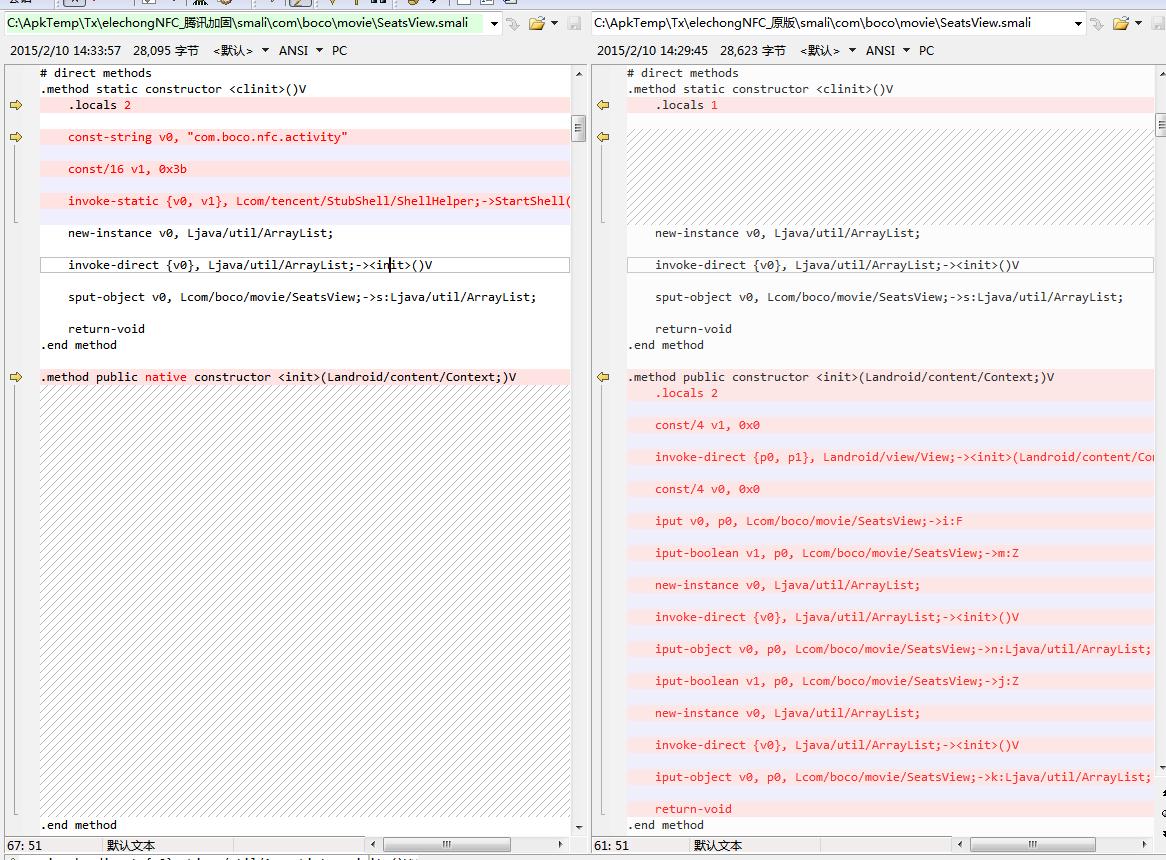 C:\ApkTemp\Tx\elechongNFC_腾讯加固\smali\com\boco\movie\SeatsView.smali
2015/2/10 14:33:57 28,095 字节 <默认> ANSI PC
# direct methods
.method static constructor <clinit>()V
.locals 2
const-string v0, "com.boco.nfc.activity"
const/16 v1, 0x3b
invoke-static {v0, v1}, Lcom/tencent/StubShell/ShellHelper;->StartShell(
new-instance v0, Ljava/util/ArrayList;
invoke-direct {v0}, Ljava/util/ArrayList;-><init>()V
sput-object v0, Lcom/boco/movie/SeatsView;->s:Ljava/util/ArrayList;
return-void
.end method
.method public native constructor <init>(Landroid/content/Context;)V
.end method
67: 51 默认文本
C:\ApkTemp\Tx\elechongNFC_原版\smali\com\boco\movie\SeatsView.smali
2015/2/10 14:29:45 28,623 字节 <默认> ANSI PC
# direct methods
.method static constructor <clinit>()V
.locals 1
new-instance v0, Ljava/util/ArrayList;
invoke-direct {v0}, Ljava/util/ArrayList;-><init>()V
sput-object v0, Lcom/boco/movie/SeatsView;->s:Ljava/util/ArrayList;
return-void
.end method
.method public constructor <init>(Landroid/content/Context;)V
.locals 2
const/4 v1, 0x0
invoke-direct {p0, p1}, Landroid/view/View;-><init>(Landroid/content/Con
const/4 v0, 0x0
iput v0, p0, Lcom/boco/movie/SeatsView;->i:F
iput-boolean v1, p0, Lcom/boco/movie/SeatsView;->m:Z
new-instance v0, Ljava/util/ArrayList;
invoke-direct {v0}, Ljava/util/ArrayList;-><init>()V
iput-object v0, p0, Lcom/boco/movie/SeatsView;->n:Ljava/util/ArrayList;
iput-boolean v1, p0, Lcom/boco/movie/SeatsView;->j:Z
new-instance v0, Ljava/util/ArrayList;
invoke-direct {v0}, Ljava/util/ArrayList;-><init>()V
iput-object v0, p0, Lcom/boco/movie/SeatsView;->k:Ljava/util/ArrayList;
return-void
.end method
61: 51 默认文本